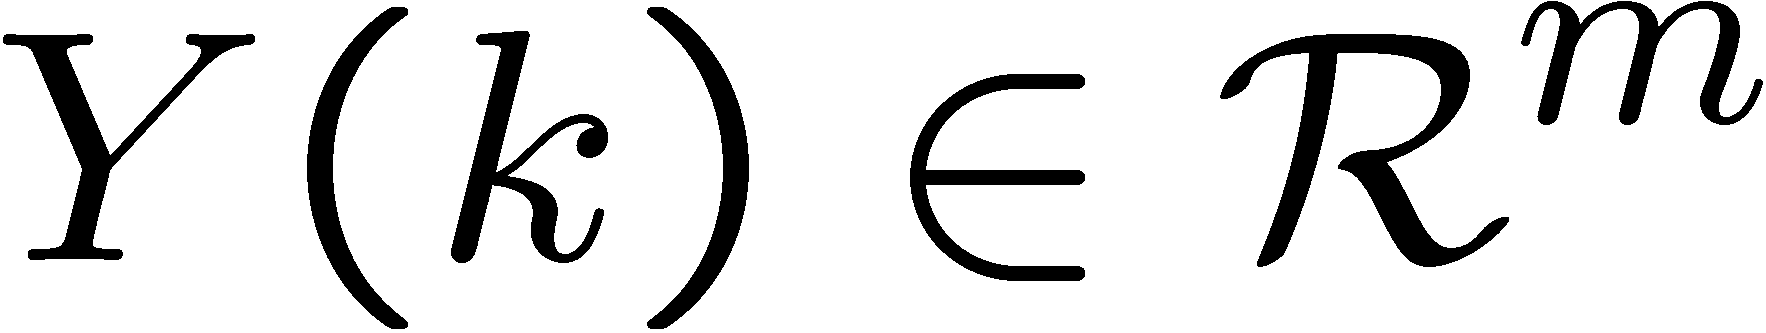 Y(k) ∈ ℛ^m